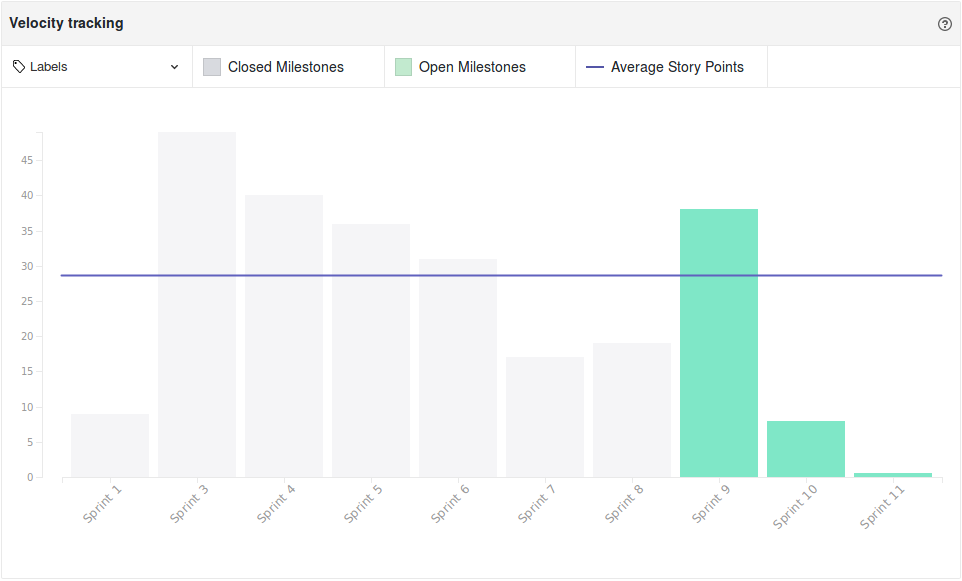 Velocity tracking
Labels
Closed Milestones
Open Milestones
Average Story Points
45
40
35
30
25
20
15
10
5
0
Sprint 1
Sprint 3
Sprint 4
Sprint 5
Sprint 6
Sprint 7
Sprint 8
Sprint 9
Sprint 10
Sprint 11